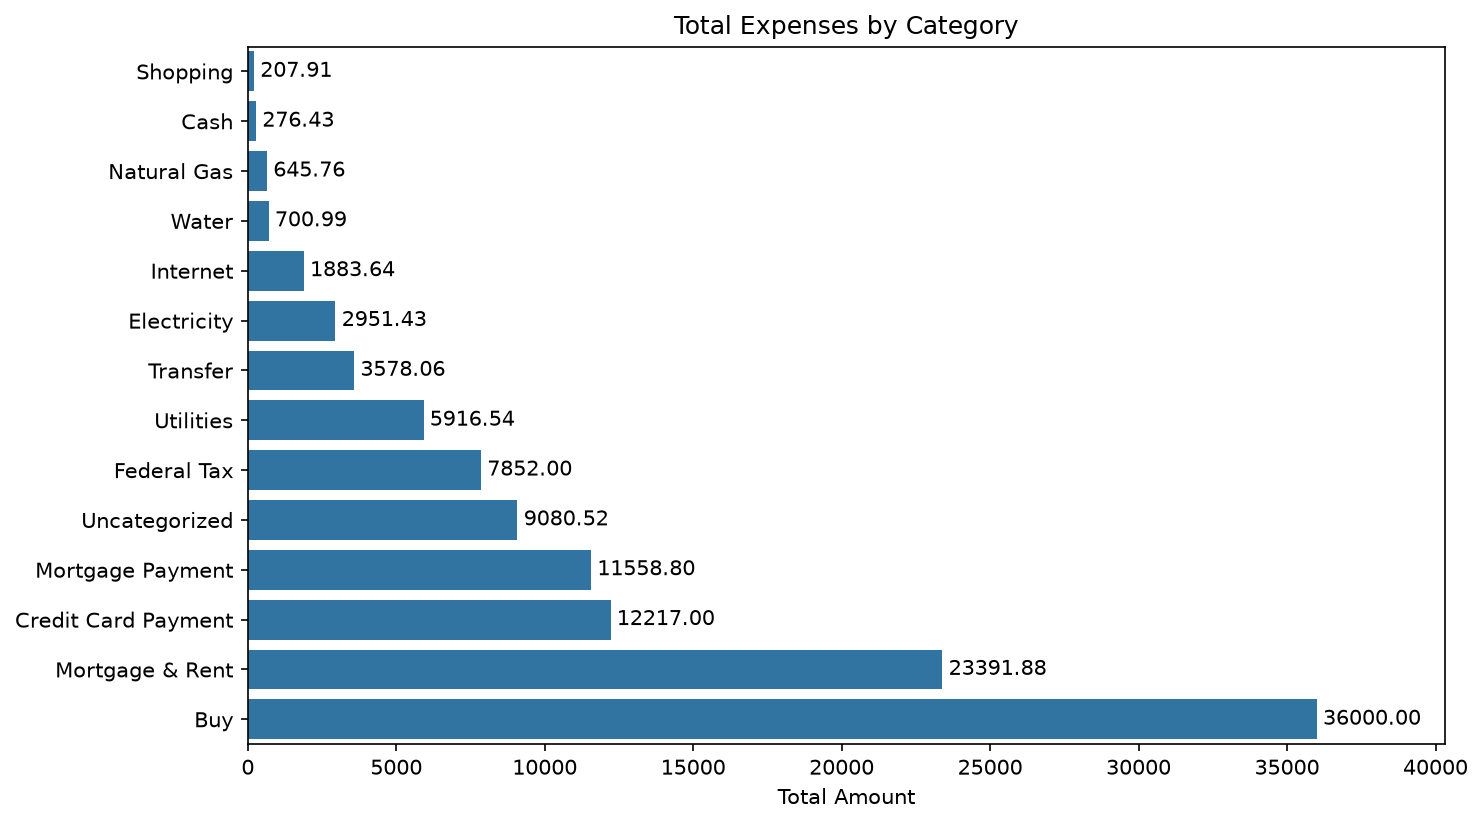 Total Expenses by Category
Shopping 207.91
Cash 276.43
Natural Gas 645.76
Water 700.99
Internet 1883.64
Electricity 2951.43
Transfer 3578.06
Utilities 5916.54
Federal Tax 7852.00
Uncategorized 9080.52
Mortgage Payment 11558.80
Credit Card Payment 12217.00
Mortgage & Rent 23391.88
Buy 36000.00
0 5000 10000 15000 20000 25000 30000 35000 40000
Total Amount